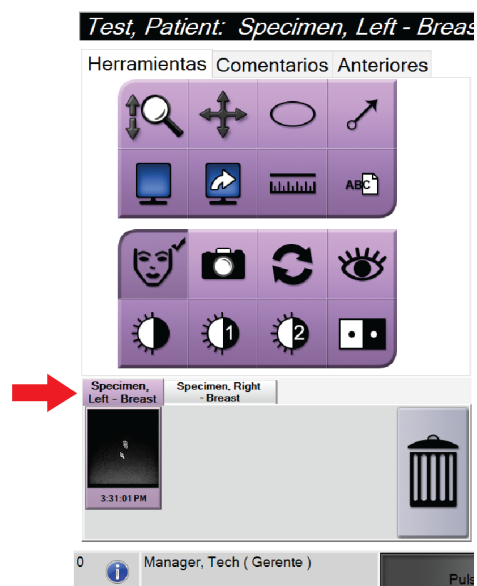 Test, Patient: Specimen, Left - Breas
Herramientas Comentarios Anteriores
ABC
1 2
Specimen,
Left - Breast
Specimen, Right
- Breast
3:31:01 PM
0 i Manager, Tech ( Gerente )
Puls